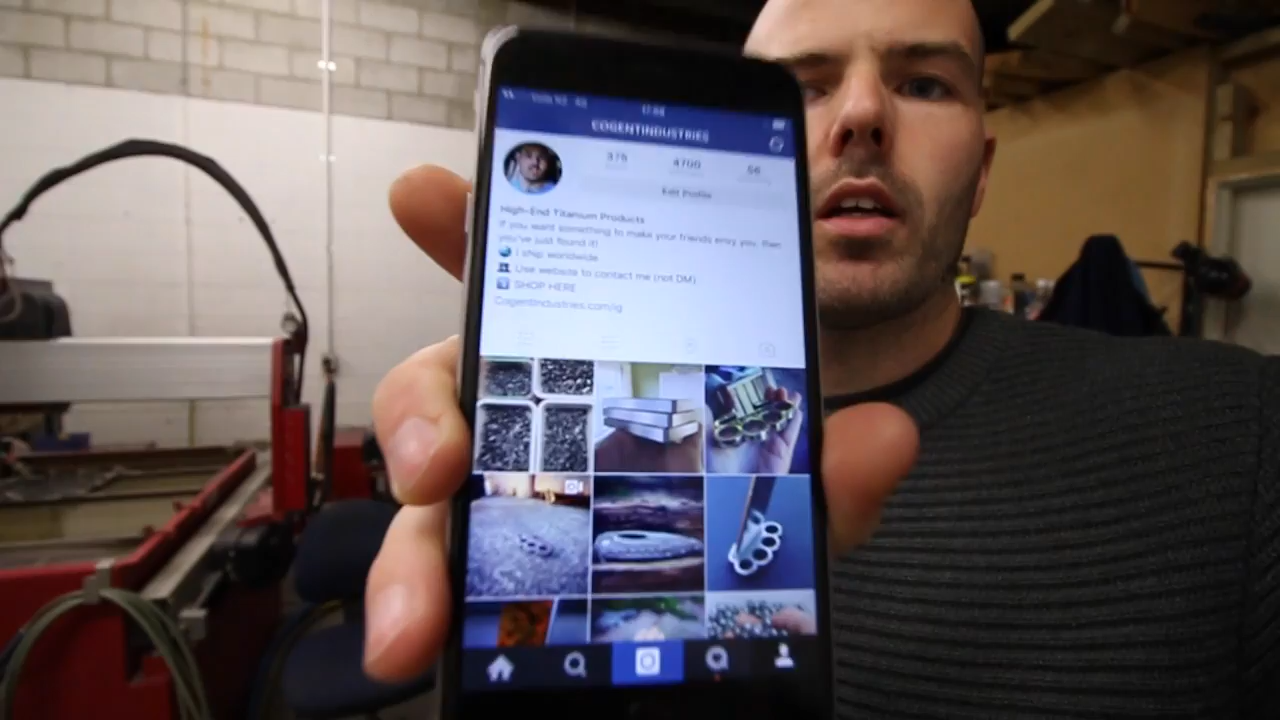 17:58
COGENTINDUSTRIES
375 4700 56
Edit Profile
High-End Titanium Products
If you want something to make your friends envy you, then
you've just found it!
I ship worldwide
Use website to contact me (not DM)
SHOP HERE
CogentIndustries.com/ig